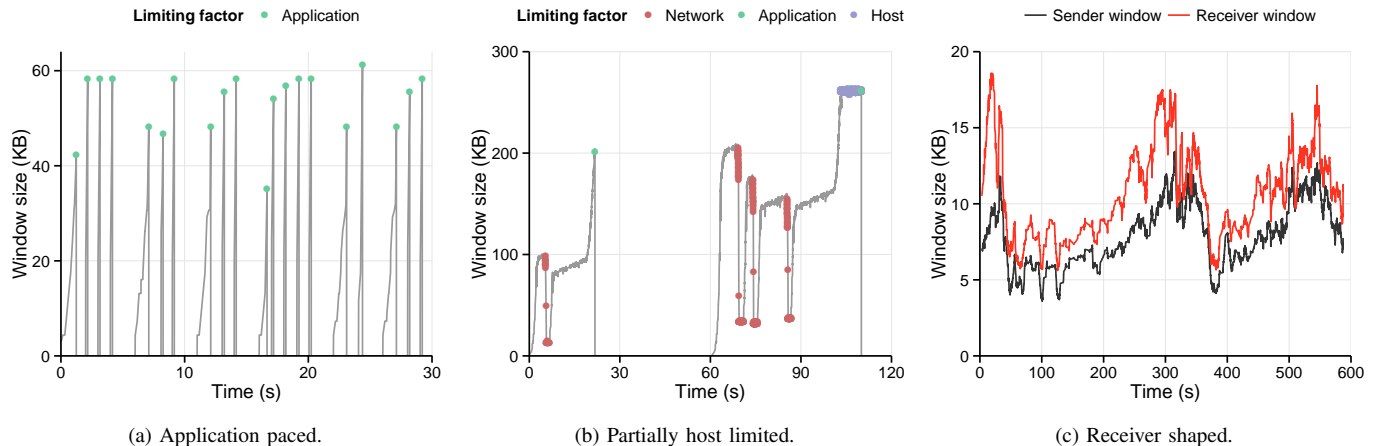 Limiting factor Application
Window size (KB)
60
40
20
0
0 10 20 30
Time (s)
(a) Application paced.
Limiting factor Network Application Host
Window size (KB)
300
200
100
0
0 30 60 90 120
Time (s)
(b) Partially host limited.
Sender window Receiver window
Window size (KB)
20
15
10
5
0
0 100 200 300 400 500 600
Time (s)
(c) Receiver shaped.